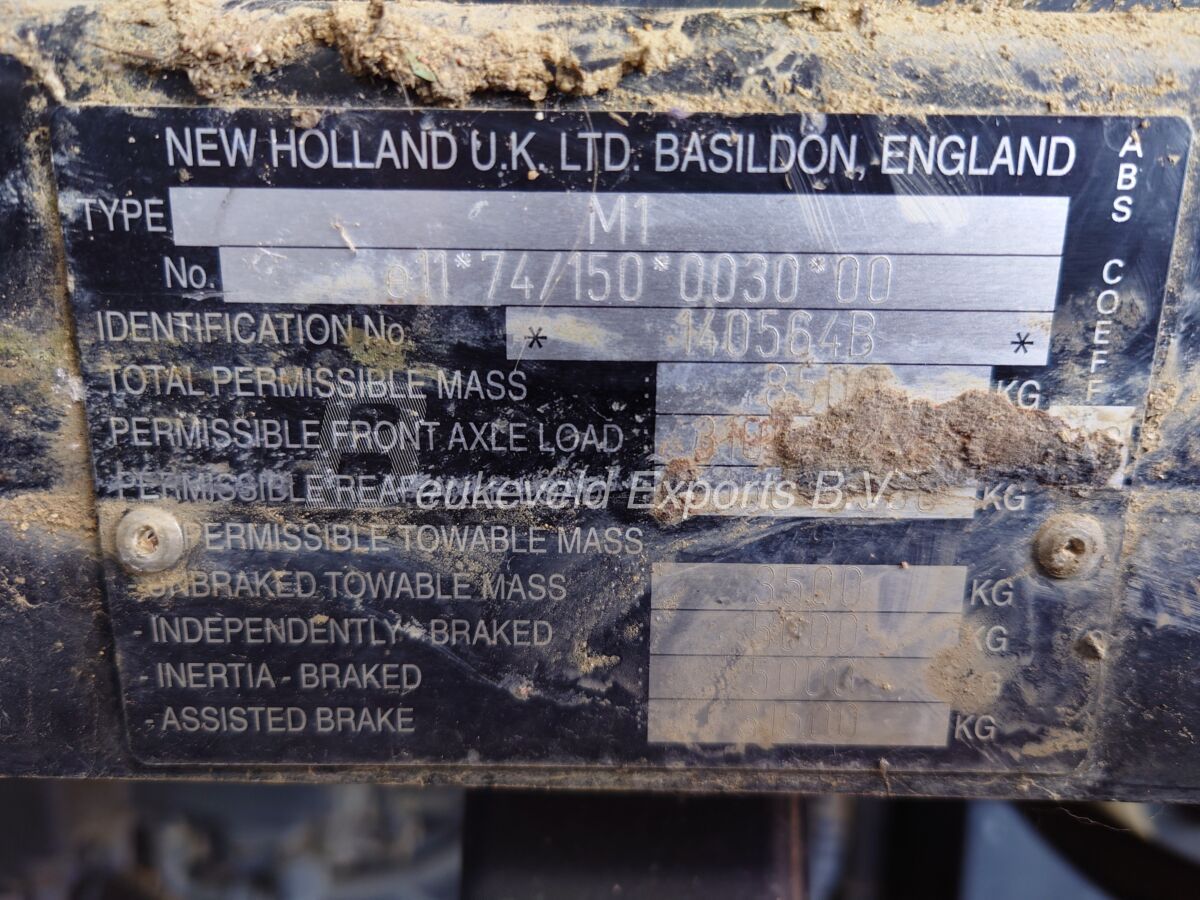 NEW HOLLAND U.K. LTD. BASILDON, ENGLAND
TYPE M1
No. e11*74/150*0030*00
IDENTIFICATION No. * 140564B *
TOTAL PERMISSIBLE MASS KG
PERMISSIBLE FRONT AXLE LOAD
PERMISSIBLE REAR KG
Beukeveld Exports B.V.
PERMISSIBLE TOWABLE MASS
UNBRAKED TOWABLE MASS 3500 KG
- INDEPENDENTLY - BRAKED KG
- INERTIA - BRAKED
- ASSISTED BRAKE KG
ABS COEFF